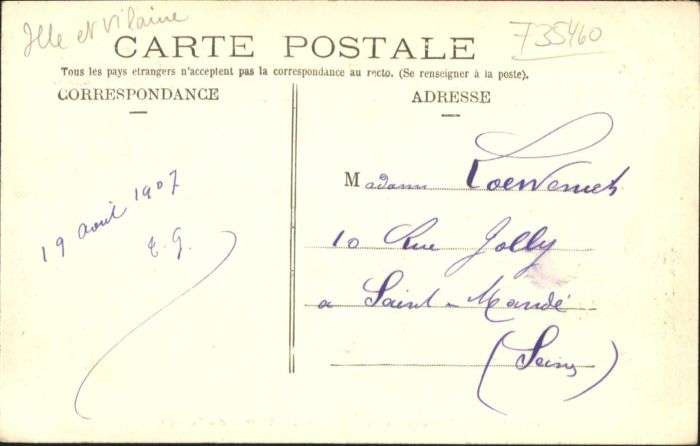 Ille et Vilaine
735460
CARTE POSTALE
Tous les pays etrangers n'acceptent pas la correspondance au recto. (Se renseigner à la poste).
CORRESPONDANCE
ADRESSE
19 aout 1907
E. G.
Madame
10 Rue Jolly
a Saint-Mandé
(Seine)